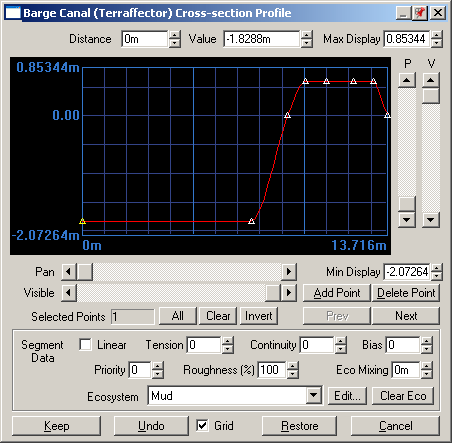 Barge Canal (Terraffector) Cross-section Profile
Distance 0m Value -1.8288m Max Display 0.85344
P V
0.85344m
0.00
-2.07264m
0m 13.716m
Pan Min Display -2.07264
Visible Add Point Delete Point
Selected Points 1 All Clear Invert Prev Next
Segment Data Linear Tension 0 Continuity 0 Bias 0
Priority 0 Roughness (%) 100 Eco Mixing 0m
Ecosystem Mud Edit... Clear Eco
Keep Undo Grid Restore Cancel